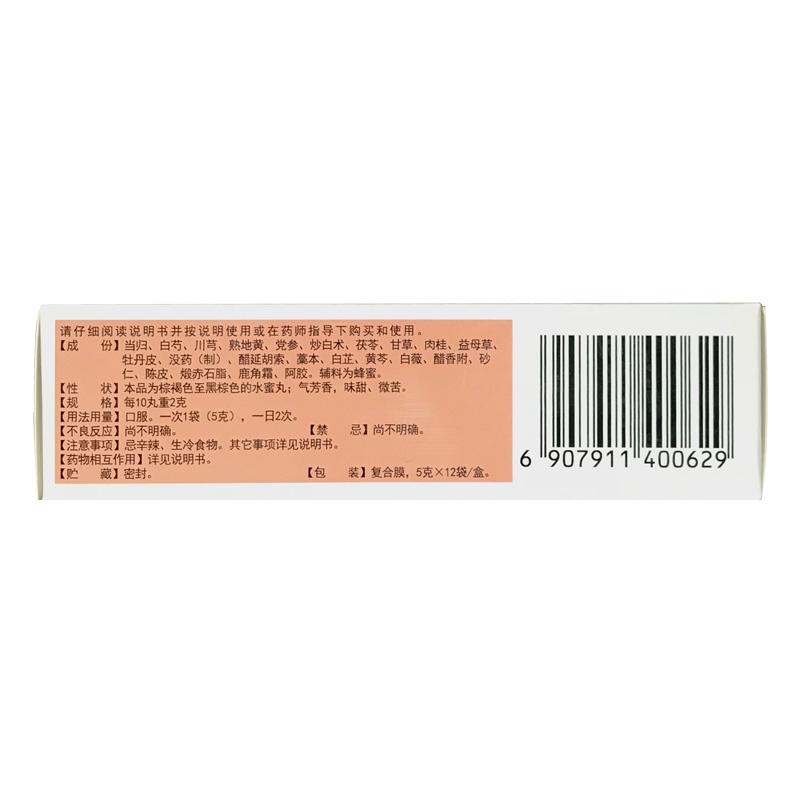 请仔细阅读说明书并按说明使用或在药师指导下购买和使用。
【成　份】当归、白芍、川芎、熟地黄、党参、炒白术、茯苓、甘草、肉桂、益母草、
牡丹皮、没药（制）、醋延胡索、藁本、白芷、黄芩、白薇、醋香附、砂
仁、陈皮、煅赤石脂、鹿角霜、阿胶。辅料为蜂蜜。
【性　状】本品为棕褐色至黑棕色的水蜜丸；气芳香，味甜、微苦。
【规　格】每10丸重2克
【用法用量】口服。一次1袋（5克），一日2次。
【不良反应】尚不明确。　【禁　忌】尚不明确。
【注意事项】忌辛辣、生冷食物。其它事项详见说明书。
【药物相互作用】详见说明书。
【贮　藏】密封。　【包　装】复合膜，5克×12袋/盒。
6 907911 400629